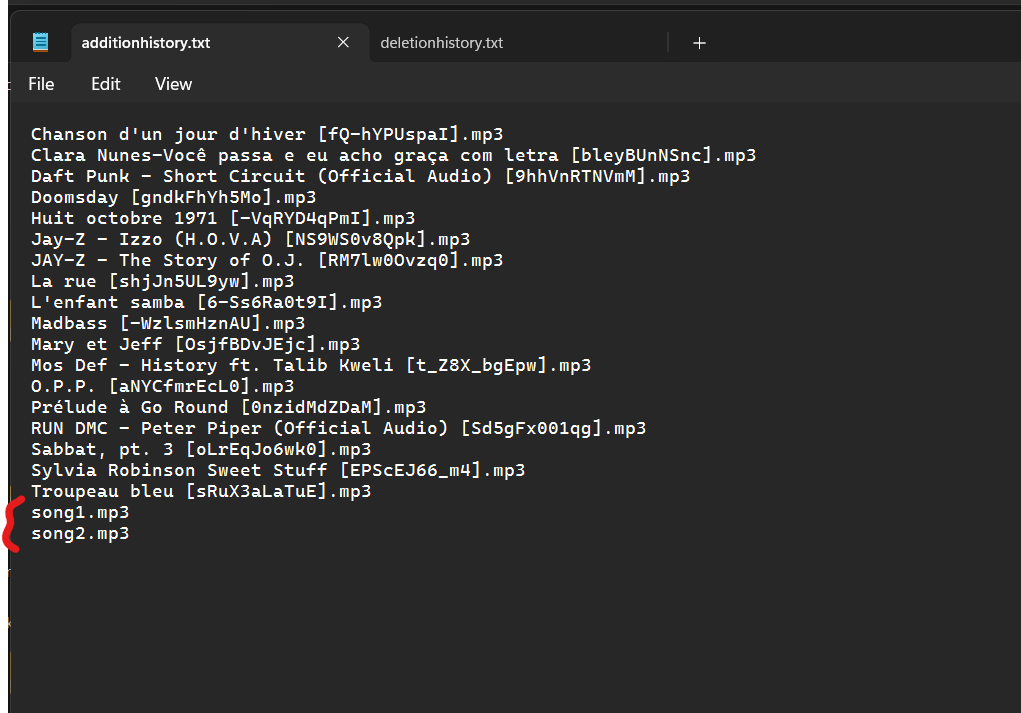 additionhistory.txt
deletionhistory.txt
File Edit View
Chanson d'un jour d'hiver [fQ-hYPUspaI].mp3
Clara Nunes-Você passa e eu acho graça com letra [bleyBUnNSnc].mp3
Daft Punk - Short Circuit (Official Audio) [9hhVnRTNVmM].mp3
Doomsday [gndkFhYh5Mo].mp3
Huit octobre 1971 [-VqRYD4qPmI].mp3
Jay-Z - Izzo (H.O.V.A) [NS9WS0v8Qpk].mp3
JAY-Z - The Story of O.J. [RM7lw0Ovzq0].mp3
La rue [shjJn5UL9yw].mp3
L'enfant samba [6-Ss6Ra0t9I].mp3
Madbass [-WzlsmHznAU].mp3
Mary et Jeff [OsjfBDvJEjc].mp3
Mos Def - History ft. Talib Kweli [t_Z8X_bgEpw].mp3
O.P.P. [aNYCfmrEcL0].mp3
Prélude à Go Round [0nzidMdZDaM].mp3
RUN DMC - Peter Piper (Official Audio) [Sd5gFx001qg].mp3
Sabbat, pt. 3 [oLrEqJo6wk0].mp3
Sylvia Robinson Sweet Stuff [EPScEJ66_m4].mp3
Troupeau bleu [sRuX3aLaTuE].mp3
song1.mp3
song2.mp3